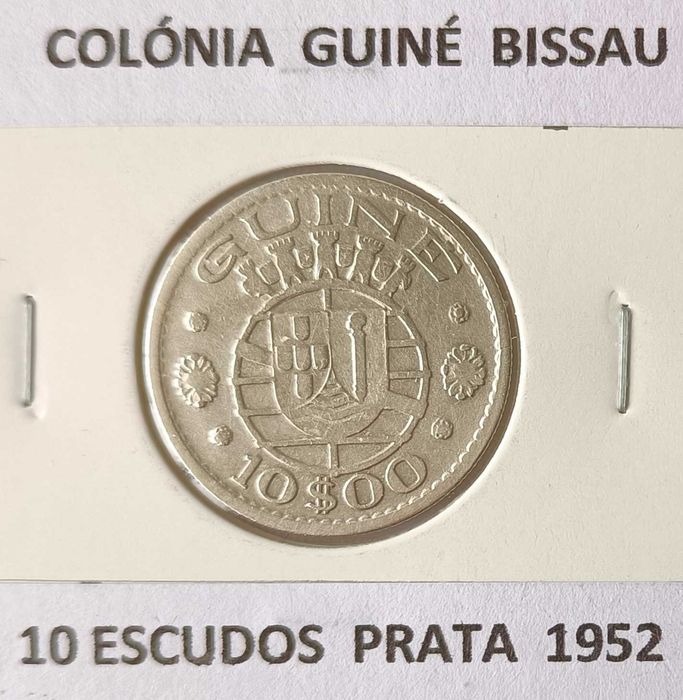 COLÓNIA GUINÉ BISSAU
GUINÉ
10$00
10 ESCUDOS PRATA 1952